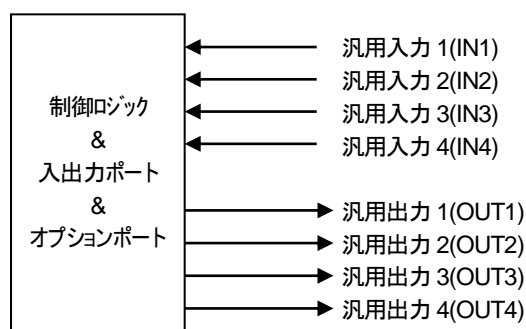 制御ﾛｼﾞｯｸ
&
入出力ポート
&
オプションポート
汎用入力 1(IN1)
汎用入力 2(IN2)
汎用入力 3(IN3)
汎用入力 4(IN4)
汎用出力 1(OUT1)
汎用出力 2(OUT2)
汎用出力 3(OUT3)
汎用出力 4(OUT4)